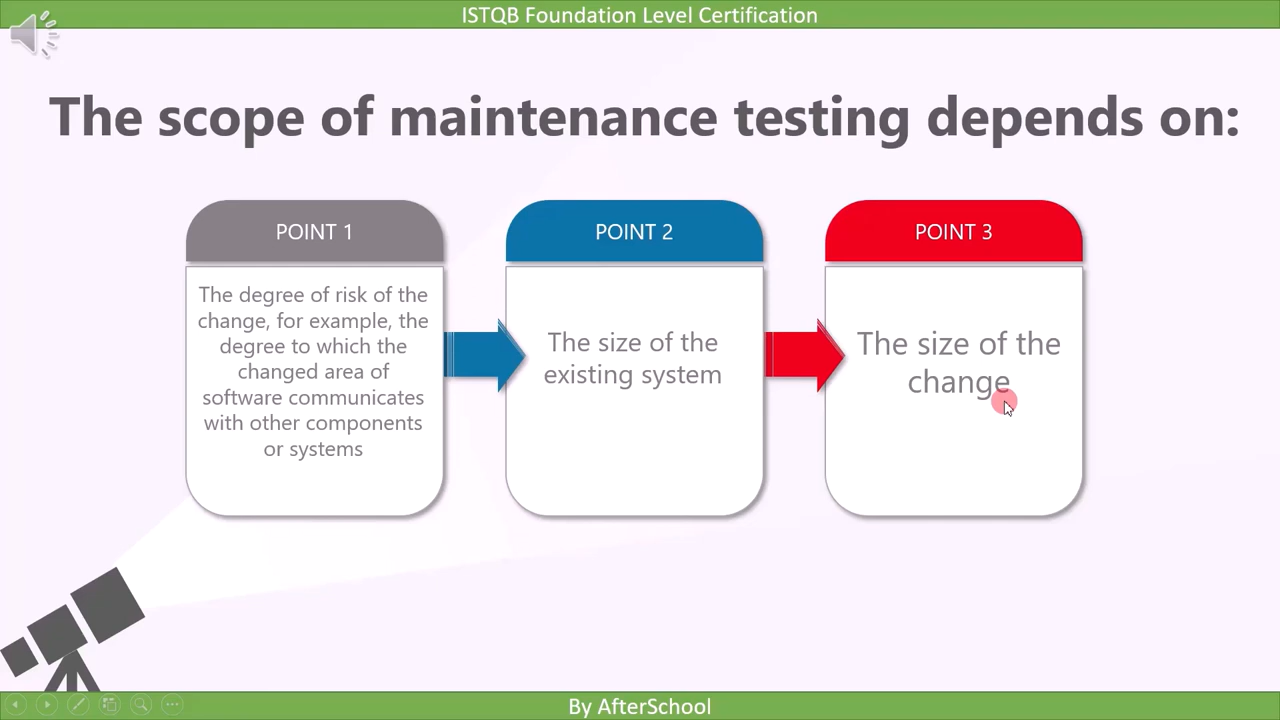 ISTQB Foundation Level Certification
The scope of maintenance testing depends on:
POINT 1
The degree of risk of the
change, for example, the
degree to which the
changed area of
software communicates
with other components
or systems
POINT 2
The size of the
existing system
POINT 3
The size of the
change
By AfterSchool